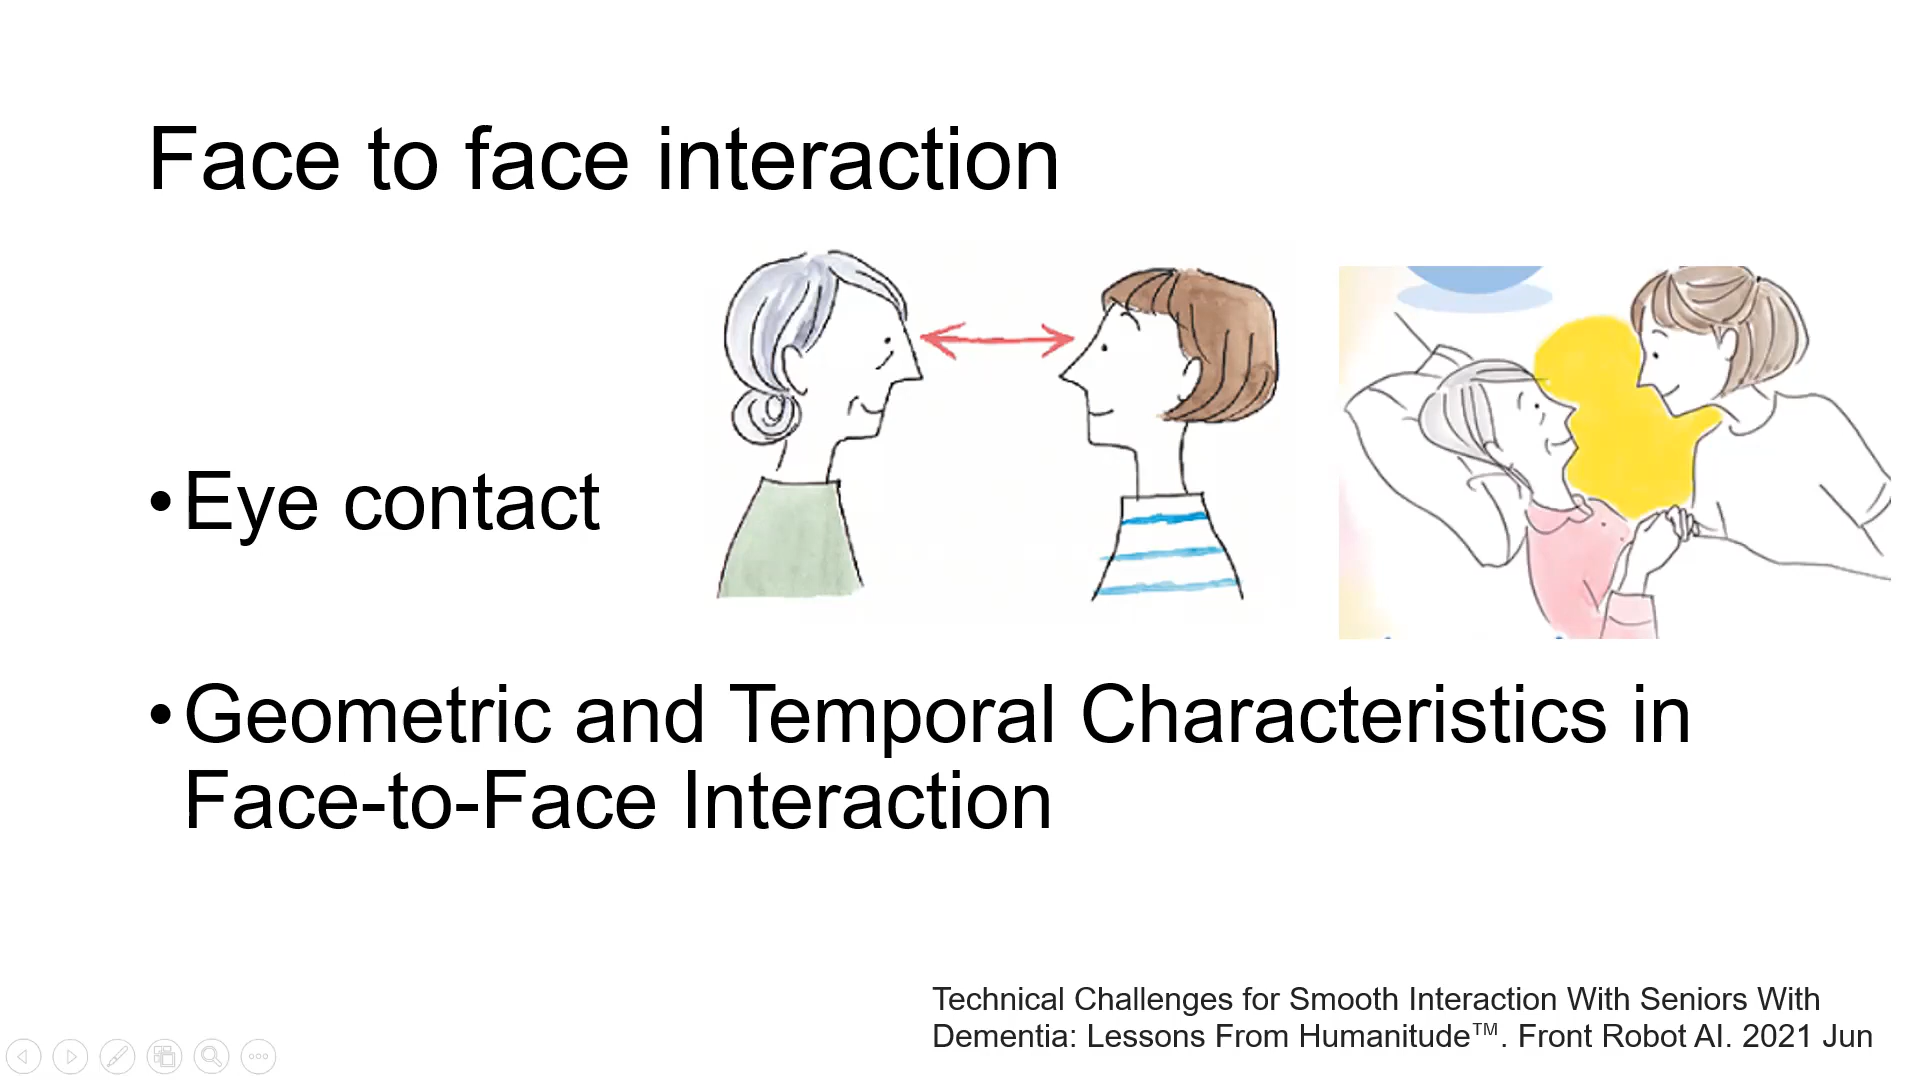 Face to face interaction
•Eye contact
•Geometric and Temporal Characteristics in
Face-to-Face Interaction
Technical Challenges for Smooth Interaction With Seniors With
Dementia: Lessons From Humanitude™. Front Robot AI. 2021 Jun